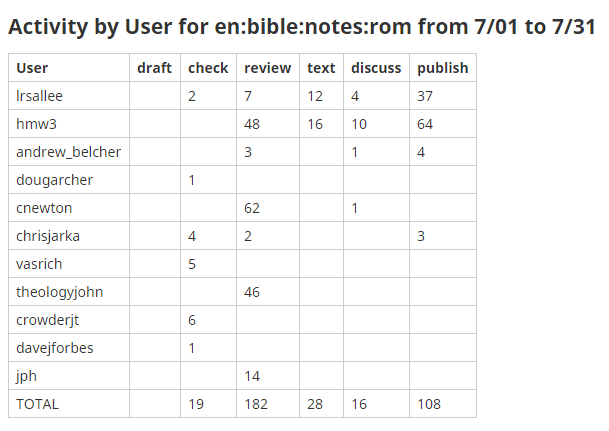 Activity by User for en:bible:notes:rom from 7/01 to 7/31
User draft check review text discuss publish
lrsallee 2 7 12 4 37
hmw3 48 16 10 64
andrew_belcher 3 1 4
dougarcher 1
cnewton 62 1
chrisjarka 4 2 3
vasrich 5
theologyjohn 46
crowderjt 6
davejforbes 1
jph 14
TOTAL 19 182 28 16 108